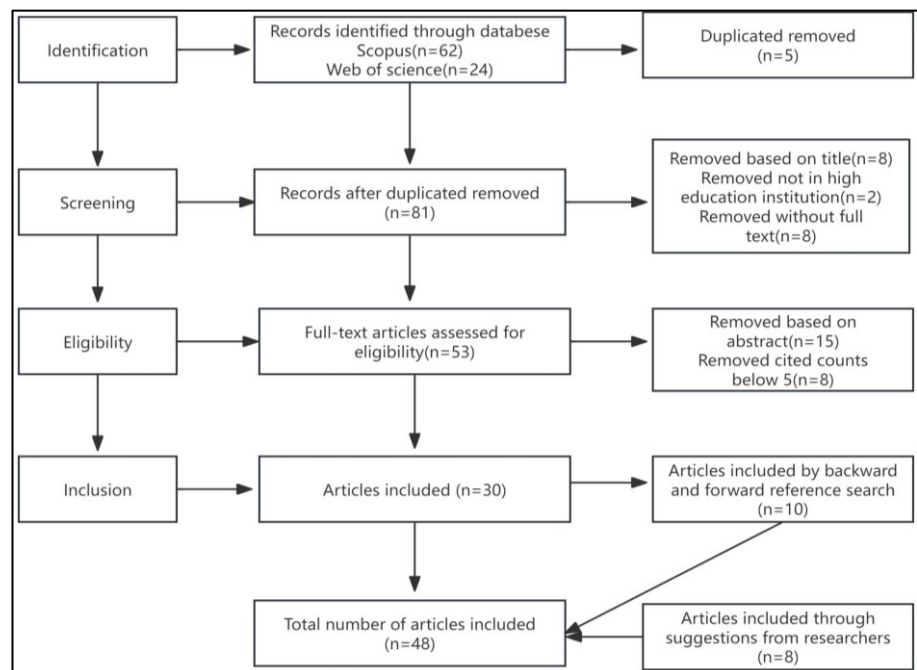 Identification
Records identified through databese
Scopus(n=62)
Web of science(n=24)
Duplicated removed
(n=5)
Screening
Records after duplicated removed
(n=81)
Removed based on title(n=8)
Removed not in high
education institution(n=2)
Removed without full
text(n=8)
Eligibility
Full-text articles assessed for
eligibility(n=53)
Removed based on
abstract(n=15)
Removed cited counts
below 5(n=8)
Inclusion
Articles included (n=30)
Articles included by backward
and forward reference search
(n=10)
Total number of articles included
(n=48)
Articles included through
suggestions from researchers
(n=8)